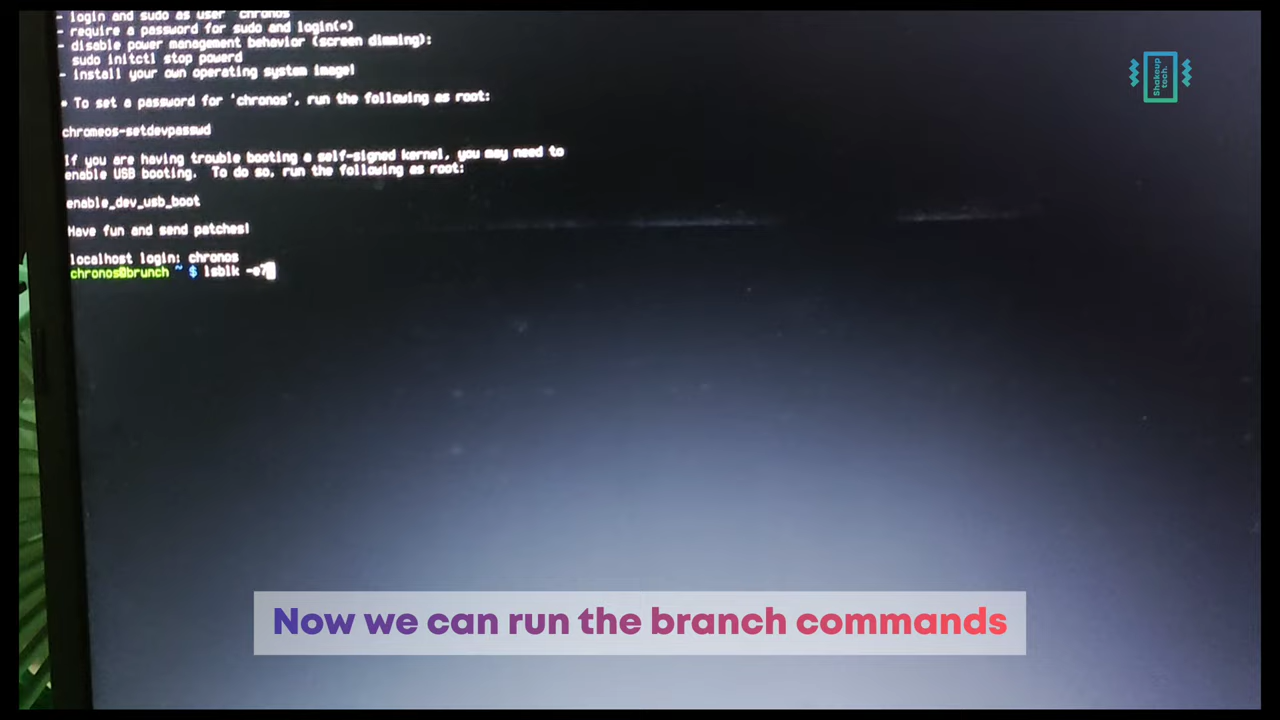 - login and sudo as user 'chronos'
- require a password for sudo and login(*)
- disable power management behavior (screen dimming):
sudo initctl stop powerd
- install your own operating system image!
* To set a password for 'chronos', run the following as root:
chromeos-setdevpasswd
If you are having trouble booting a self-signed kernel, you may need to
enable USB booting.  To do so, run the following as root:
enable_dev_usb_boot
Have fun and send patches!
localhost login: chronos
chronos@brunch ~ $ lsblk -e7
Shakeup
tech.
Now we can run the branch commands